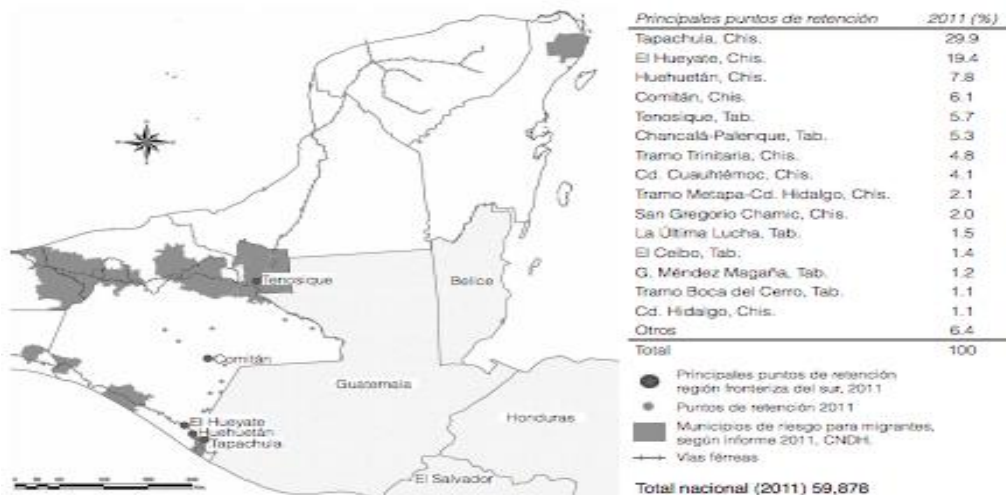 Principales puntos de retención 2011 (%)
Tapachula, Chis. 29.9
El Hueyate, Chis. 19.4
Huehuetán, Chis. 7.8
Comitán, Chis. 6.1
Tenosique, Tab. 5.7
Chancalá-Palenque, Tab. 5.3
Tramo Trinitaria, Chis. 4.8
Cd. Cuauhtémoc, Chis. 4.1
Tramo Metapa-Cd. Hidalgo, Chis. 2.1
San Gregorio Chamic, Chis. 2.0
La Última Lucha, Tab. 1.5
El Ceibo, Tab. 1.4
G. Méndez Magaña, Tab. 1.2
Tramo Boca del Cerro, Tab. 1.1
Cd. Hidalgo, Chis. 1.1
Otros 6.4
Total 100
Principales puntos de retención
región fronteriza del sur, 2011
Puntos de retención 2011
Municipios de riesgo para migrantes,
según informe 2011, CNDH.
Vías férreas
Total nacional (2011) 59,878
Tenosique
Belice
Comitán
Guatemala
El Hueyate
Huehuetán
Tapachula
Honduras
El Salvador